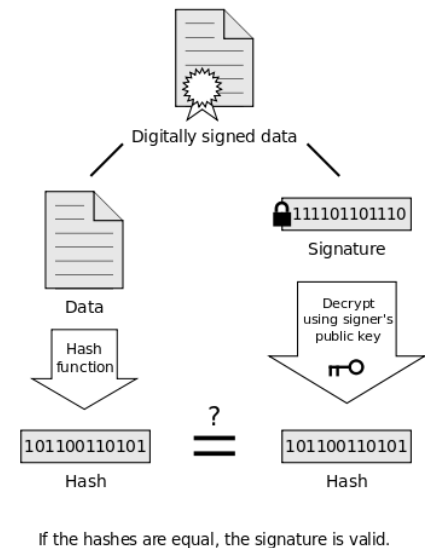 Digitally signed data
111101101110
Signature
Data
Decrypt
using signer's
public key
Hash
function
?
101100110101
101100110101
Hash
Hash
If the hashes are equal, the signature is valid.